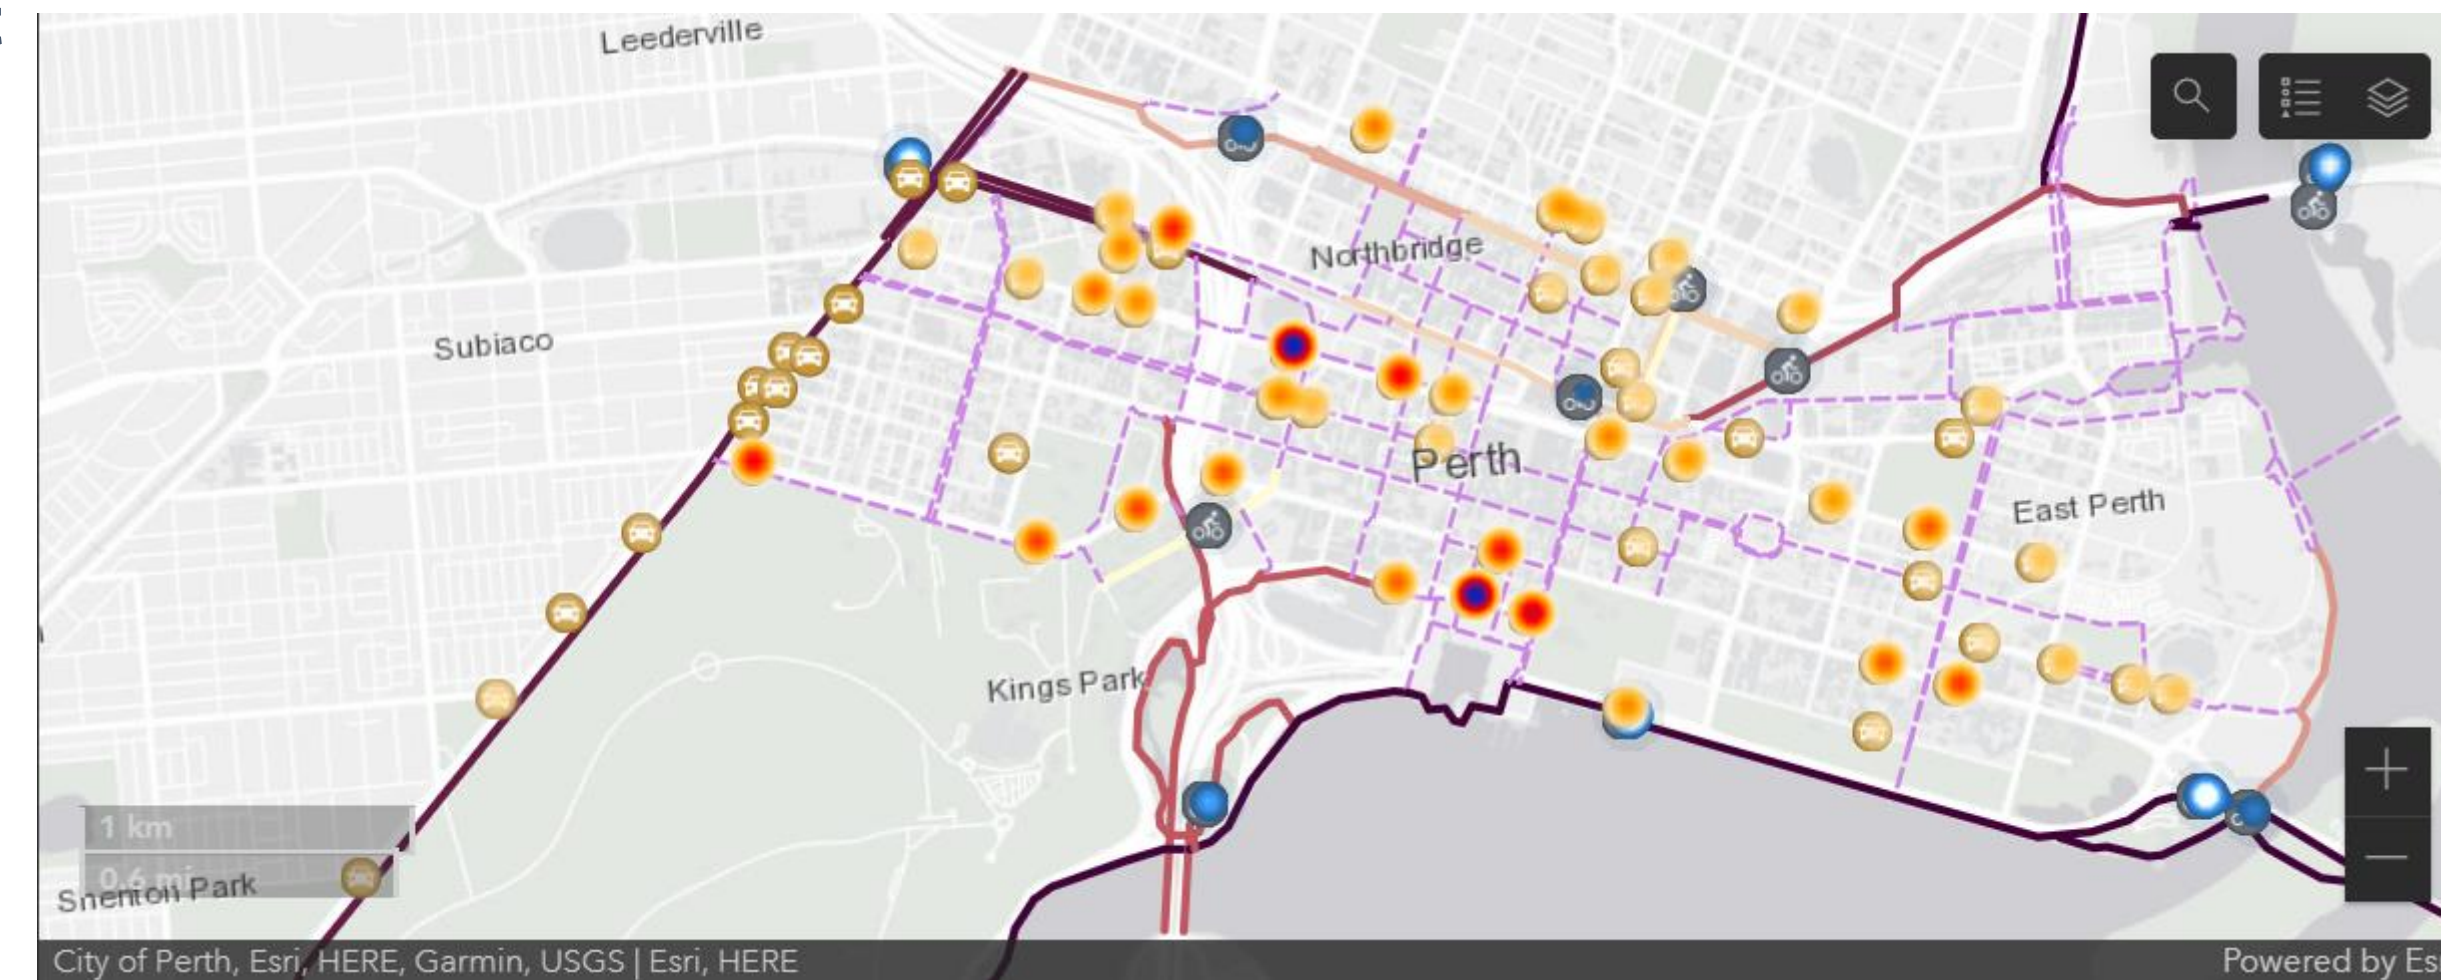 Leederville
Northbridge
Subiaco
Perth
East Perth
Kings Park
1 km
0.6 mi
Shenton Park
City of Perth, Esri, HERE, Garmin, USGS | Esri, HERE
Powered by Es